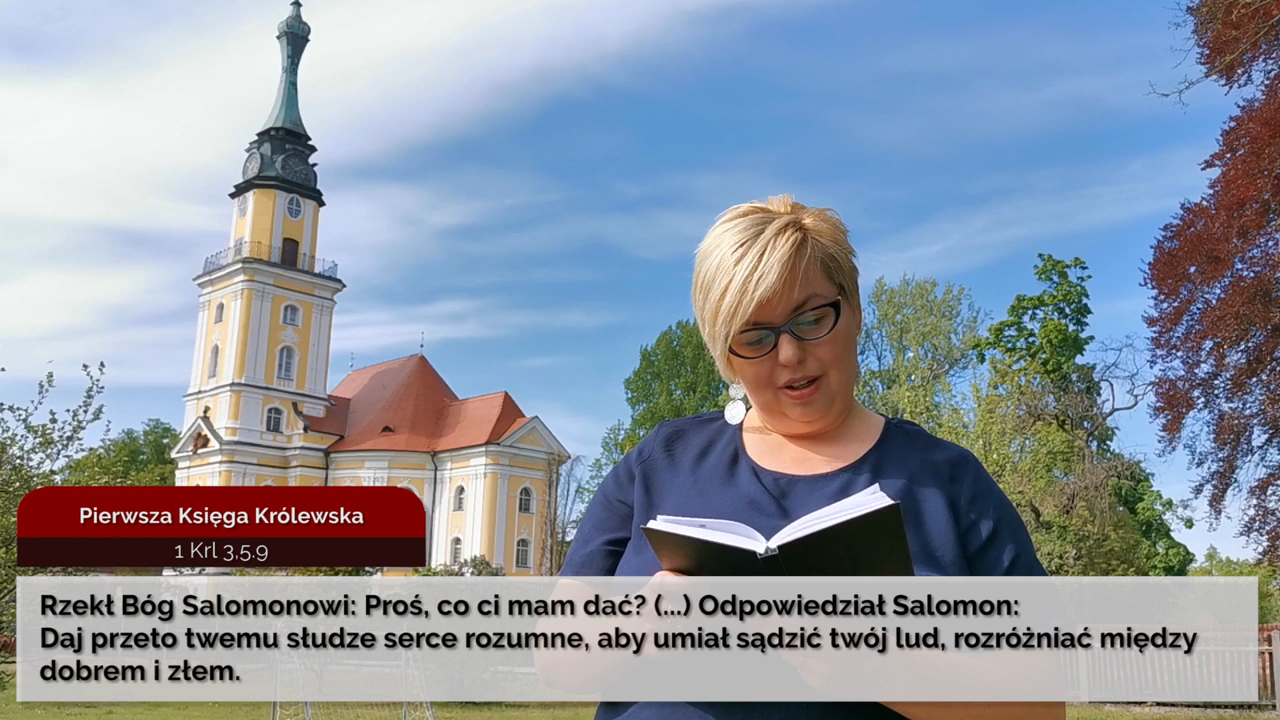 Pierwsza Księga Królewska
1 Krl 3,5.9
Rzekł Bóg Salomonowi: Proś, co ci mam dać? (...) Odpowiedział Salomon:
Daj przeto twemu słudze serce rozumne, aby umiał sądzić twój lud, rozróżniać między
dobrem i złem.